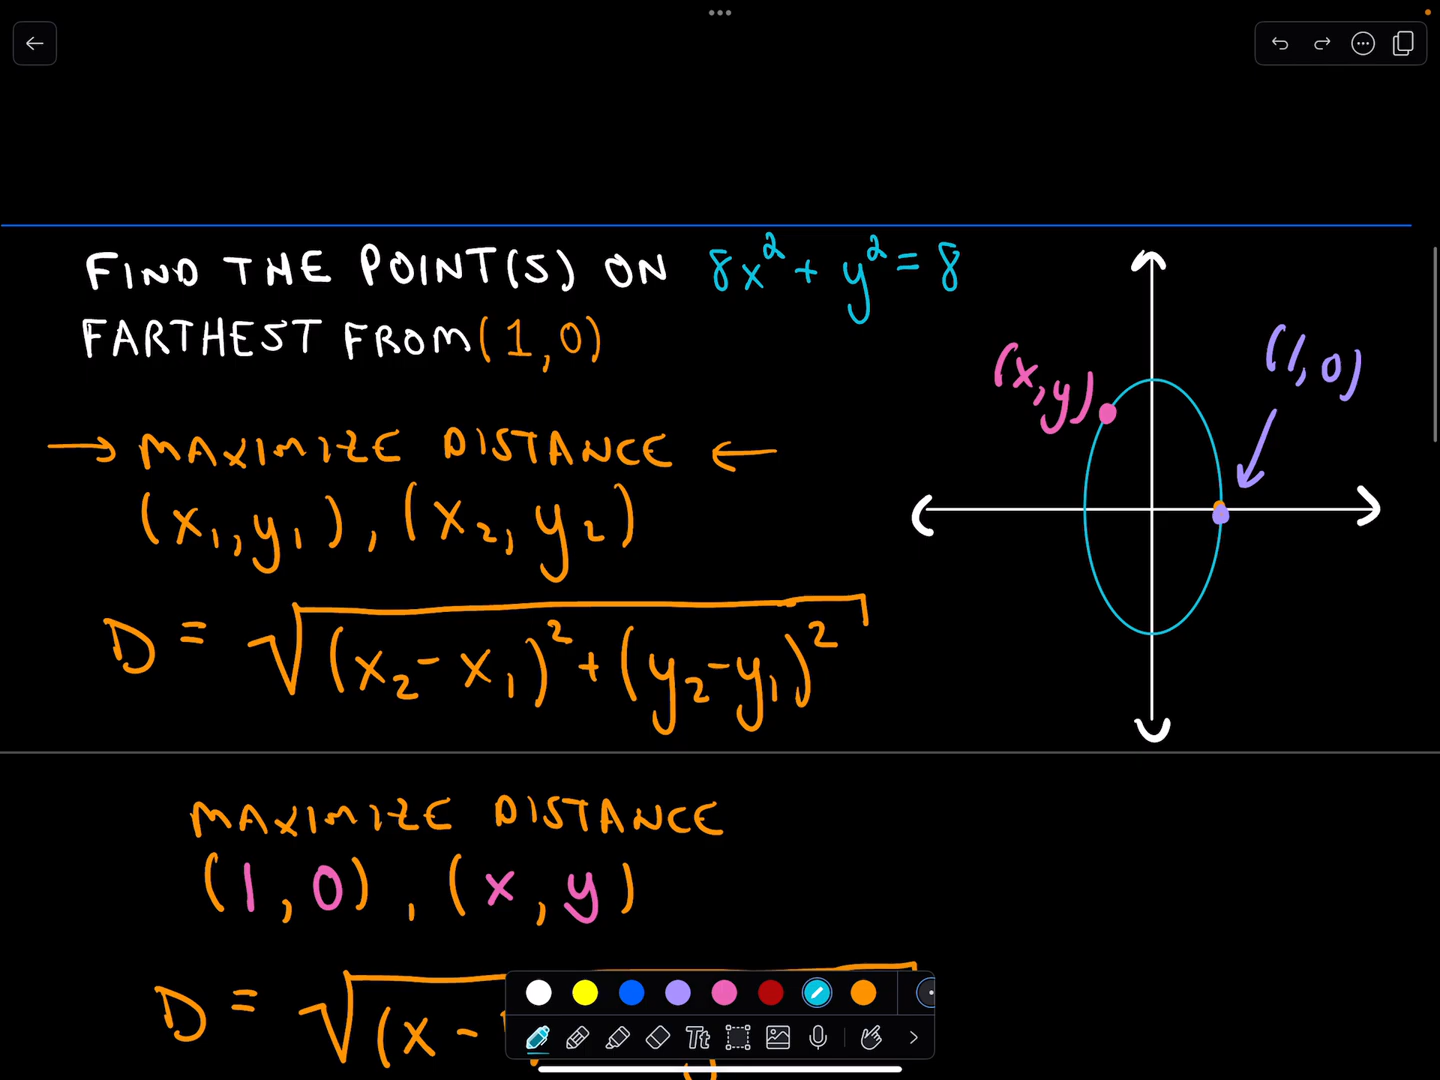 FIND THE POINT(S) ON 8x² + y² = 8
FARTHEST FROM (1,0)
(x,y)
(1,0)
→ MAXIMIZE DISTANCE ←
(x₁,y₁), (x₂,y₂)
D = √(x₂-x₁)²+(y₂-y₁)²
MAXIMIZE DISTANCE
(1,0), (x,y)
D = √(x -
Tt